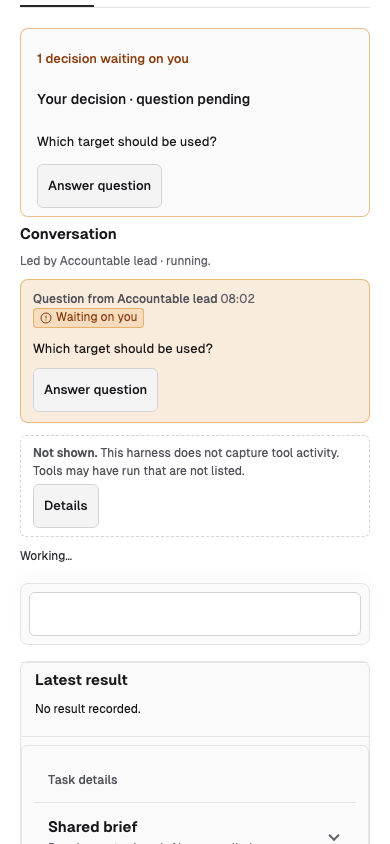 1 decision waiting on you
Your decision · question pending
Which target should be used?
Answer question
Conversation
Led by Accountable lead · running.
Question from Accountable lead 08:02
Waiting on you
Which target should be used?
Answer question
Not shown. This harness does not capture tool activity.
Tools may have run that are not listed.
Details
Working…
Latest result
No result recorded.
Task details
Shared brief